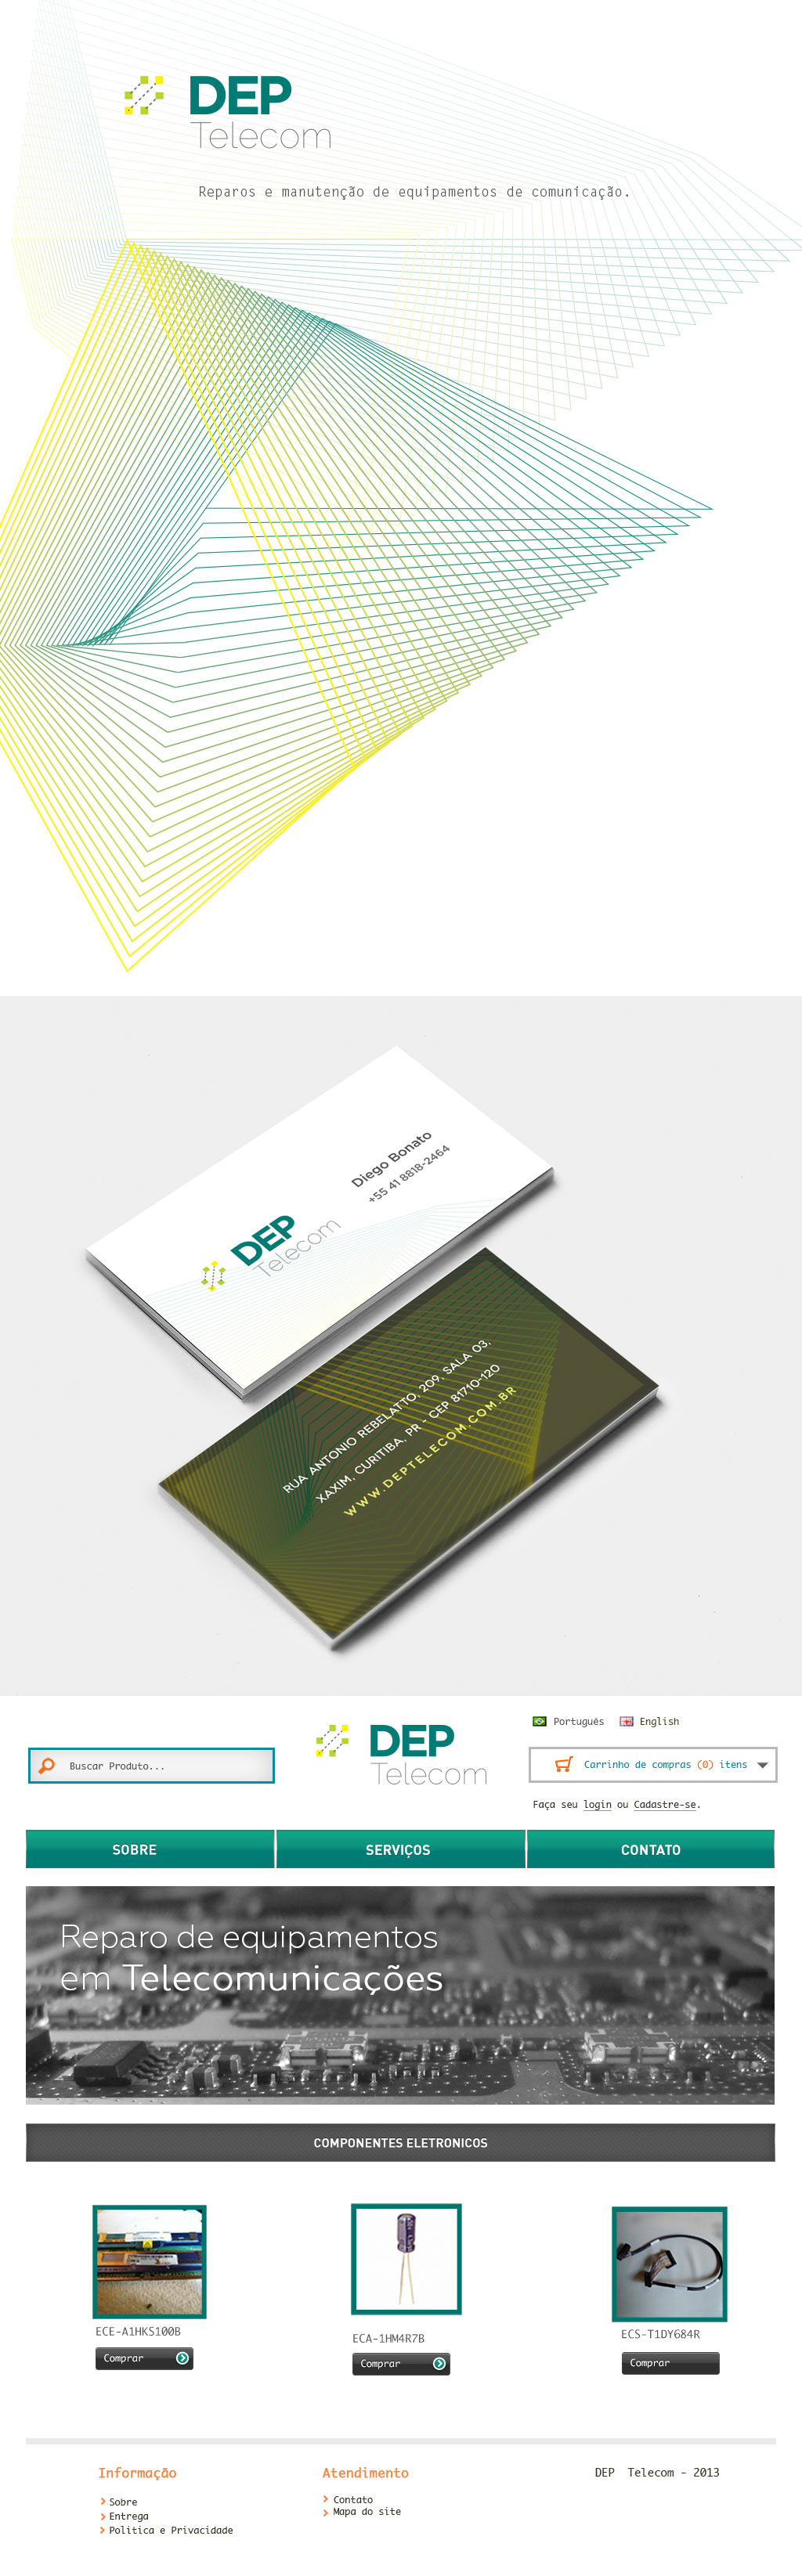 DEP
Telecom
Reparos e manutenção de equipamentos de comunicação.
Diego Bonato
+55 41 8818-2464
DEP
Telecom
RUA ANTONIO REBELATTO, 209, SALA 03,
XAXIM, CURITIBA, PR - CEP 81710-120
WWW.DEPTELECOM.COM.BR
Português English
Buscar Produto...
DEP
Telecom
Carrinho de compras (0) itens
Faça seu login ou Cadastre-se.
SOBRE SERVIÇOS CONTATO
Reparo de equipamentos
em Telecomunicações
COMPONENTES ELETRONICOS
ECE-A1HKS100B
Comprar
ECA-1HM4R7B
Comprar
ECS-T1DY684R
Comprar
Informação
Sobre
Entrega
Politica e Privacidade
Atendimento
Contato
Mapa do site
DEP Telecom - 2013